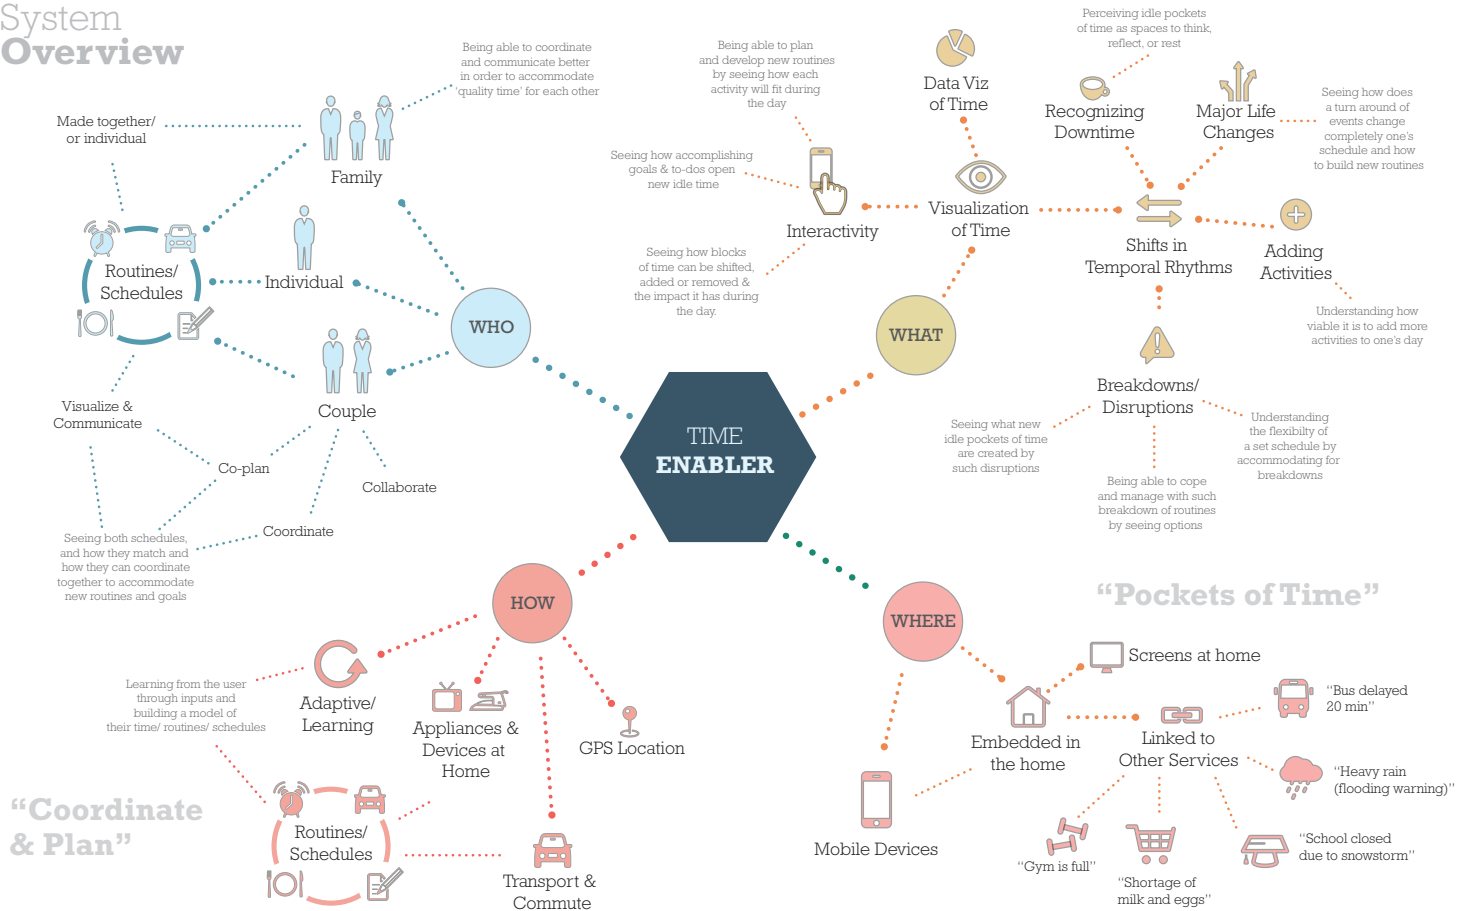 System
Overview
Being able to coordinate
and communicate better
in order to accommodate
'quality time' for each other
Made together/
or individual
Family
Routines/
Schedules
Individual
WHO
Couple
Visualize &
Communicate
Co-plan
Collaborate
Coordinate
Seeing both schedules,
and how they match and
how they can coordinate
together to accommodate
new routines and goals
TIME
ENABLER
Being able to plan
and develop new routines
by seeing how each
activity will fit during
the day
Data Viz
of Time
Perceiving idle pockets
of time as spaces to think,
reflect, or rest
Recognizing
Downtime
Major Life
Changes
Seeing how does
a turn around of
events change
completely one's
schedule and how
to build new routines
Seeing how accomplishing
goals & to-dos open
new idle time
Interactivity
Visualization
of Time
Shifts in
Temporal Rhythms
Adding
Activities
Seeing how blocks
of time can be shifted,
added or removed &
the impact it has during
the day.
WHAT
Understanding how
viable it is to add more
activities to one's day
Breakdowns/
Disruptions
Seeing what new
idle pockets of time
are created by
such disruptions
Understanding
the flexibilty of
a set schedule by
accommodating for
breakdowns
Being able to cope
and manage with such
breakdown of routines
by seeing options
HOW
Adaptive/
Learning
Learning from the user
through inputs and
building a model of
their time/ routines/ schedules
Appliances &
Devices at
Home
GPS Location
"Coordinate
& Plan"
Routines/
Schedules
Transport &
Commute
"Pockets of Time"
WHERE
Screens at home
Embedded in
the home
Linked to
Other Services
"Bus delayed
20 min"
"Heavy rain
(flooding warning)"
Mobile Devices
"Gym is full"
"Shortage of
milk and eggs"
"School closed
due to snowstorm"